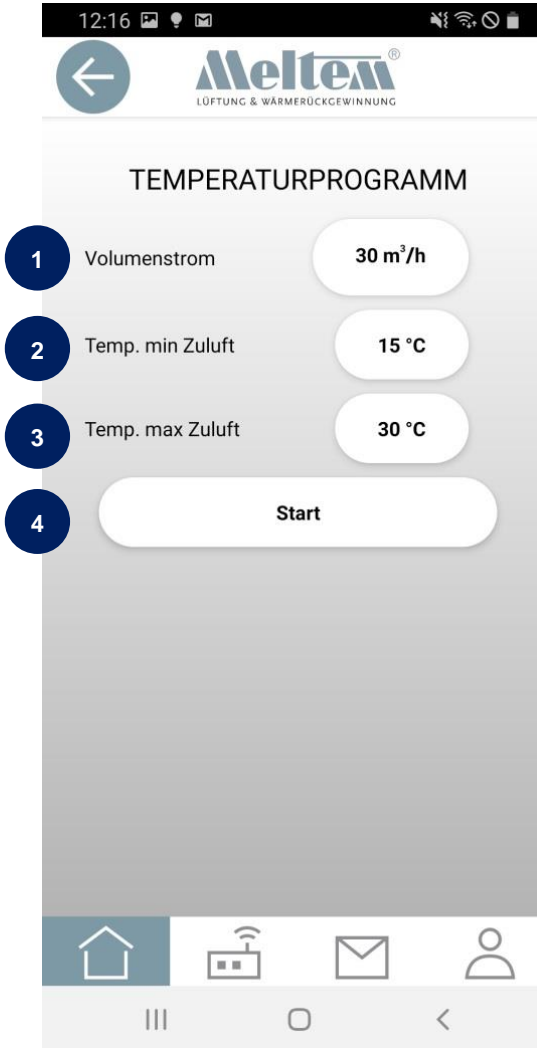 12:16
Meltem®
LÜFTUNG & WÄRMERÜCKGEWINNUNG
TEMPERATURPROGRAMM
1 Volumenstrom 30 m³/h
2 Temp. min Zuluft 15 °C
3 Temp. max Zuluft 30 °C
4 Start